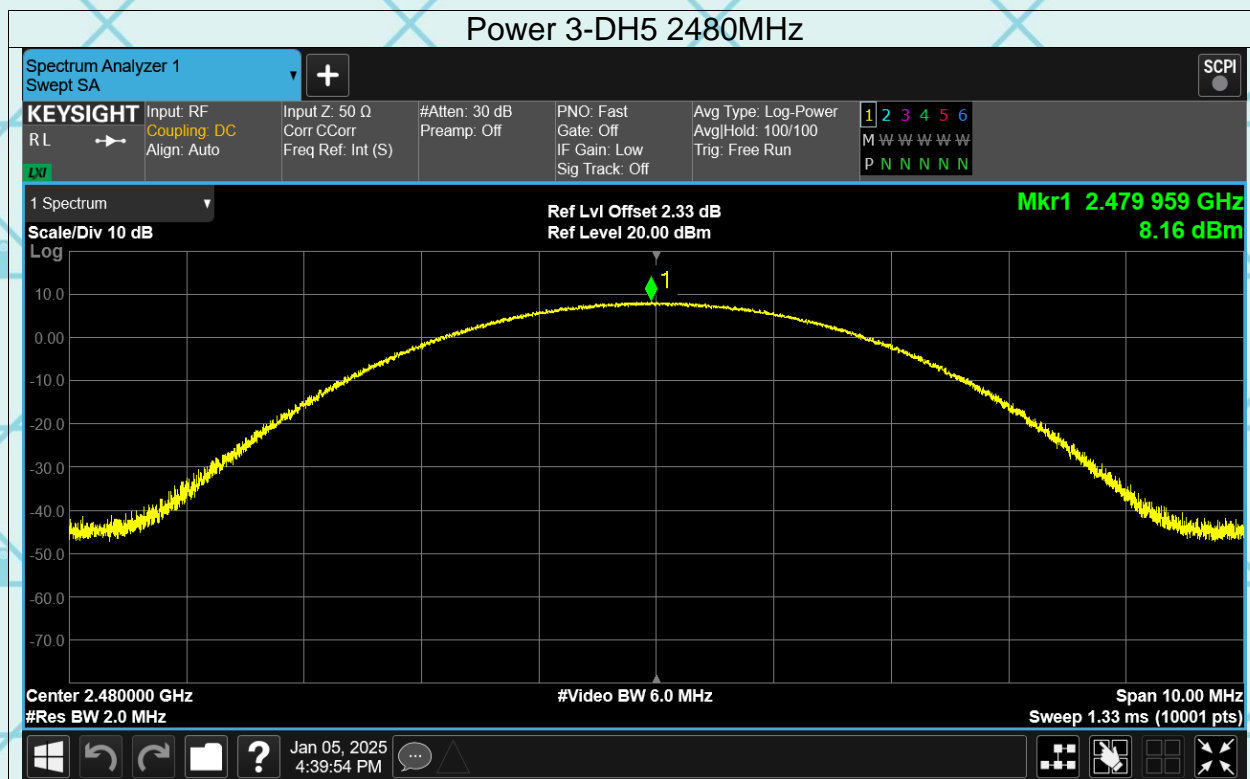 Power 3-DH5 2480MHz
Spectrum Analyzer 1
Swept SA
SCPI
KEYSIGHT
R L
LXI
Input: RF
Coupling: DC
Align: Auto
Input Z: 50 Ω
Corr CCorr
Freq Ref: Int (S)
#Atten: 30 dB
Preamp: Off
PNO: Fast
Gate: Off
IF Gain: Low
Sig Track: Off
Avg Type: Log-Power
Avg|Hold: 100/100
Trig: Free Run
1 2 3 4 5 6
M W W W W W W
P N N N N N
1 Spectrum
Scale/Div 10 dB
Log
Ref Lvl Offset 2.33 dB
Ref Level 20.00 dBm
Mkr1 2.479 959 GHz
8.16 dBm
1
10.0
0.00
-10.0
-20.0
-30.0
-40.0
-50.0
-60.0
-70.0
Center 2.480000 GHz
#Res BW 2.0 MHz
#Video BW 6.0 MHz
Span 10.00 MHz
Sweep 1.33 ms (10001 pts)
?
Jan 05, 2025
4:39:54 PM